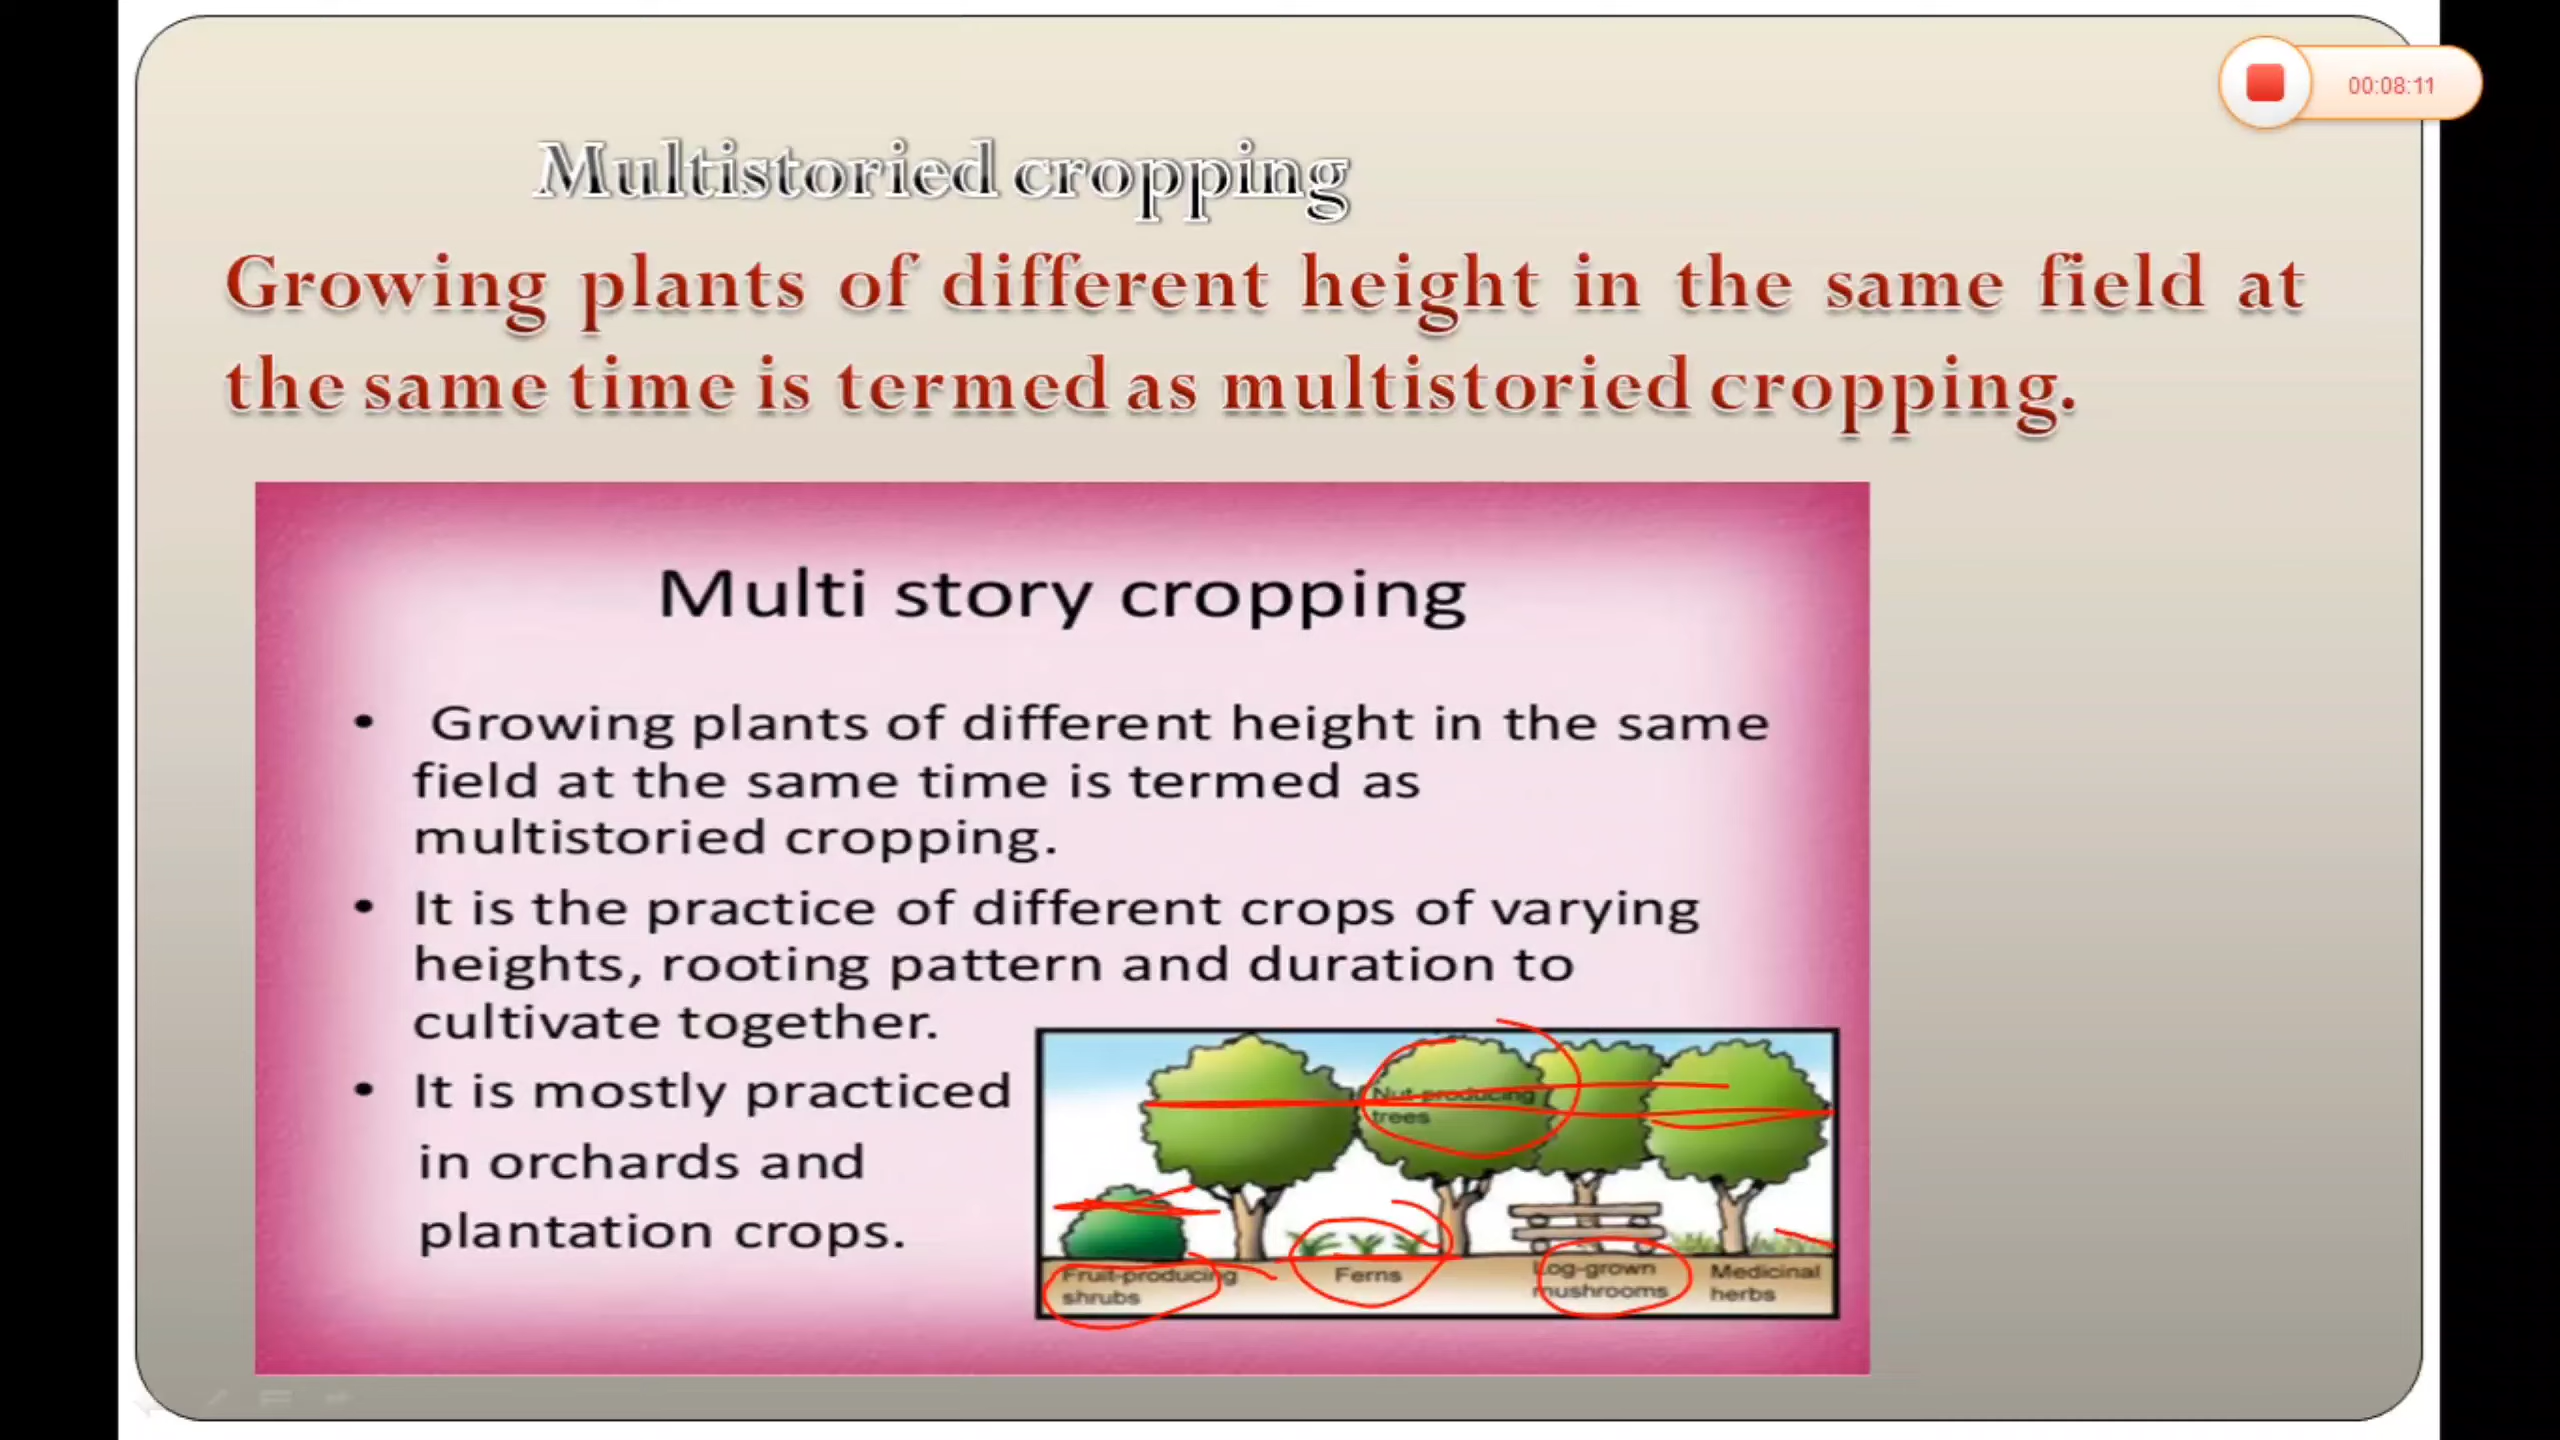 00:08:11
Multistoried cropping
Growing plants of different height in the same field at
the same time is termed as multistoried cropping.
Multi story cropping
• Growing plants of different height in the same
field at the same time is termed as
multistoried cropping.
• It is the practice of different crops of varying
heights, rooting pattern and duration to
cultivate together.
• It is mostly practiced
in orchards and
plantation crops.
Nut-producing
trees
Fruit-producing
shrubs
Ferns
Log-grown
mushrooms
Medicinal
herbs